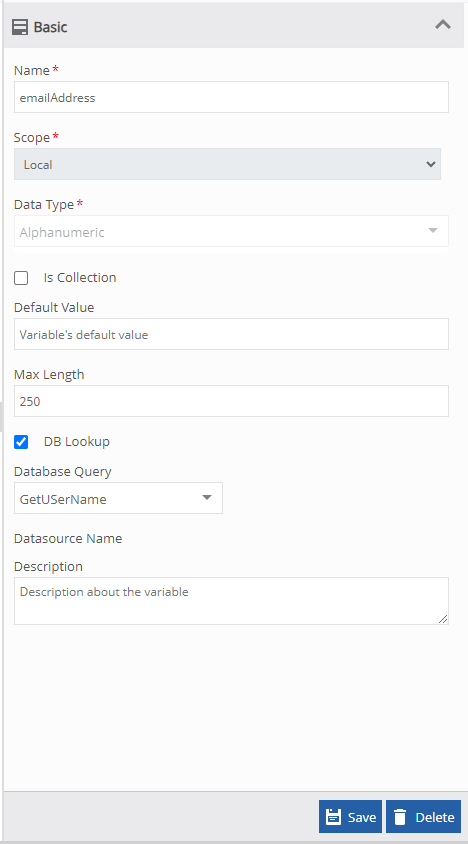 Basic
Name*
emailAddress
Scope*
Local
Data Type*
Alphanumeric
Is Collection
Default Value
Variable's default value
Max Length
250
DB Lookup
Database Query
GetUSerName
Datasource Name
Description
Description about the variable
Save Delete